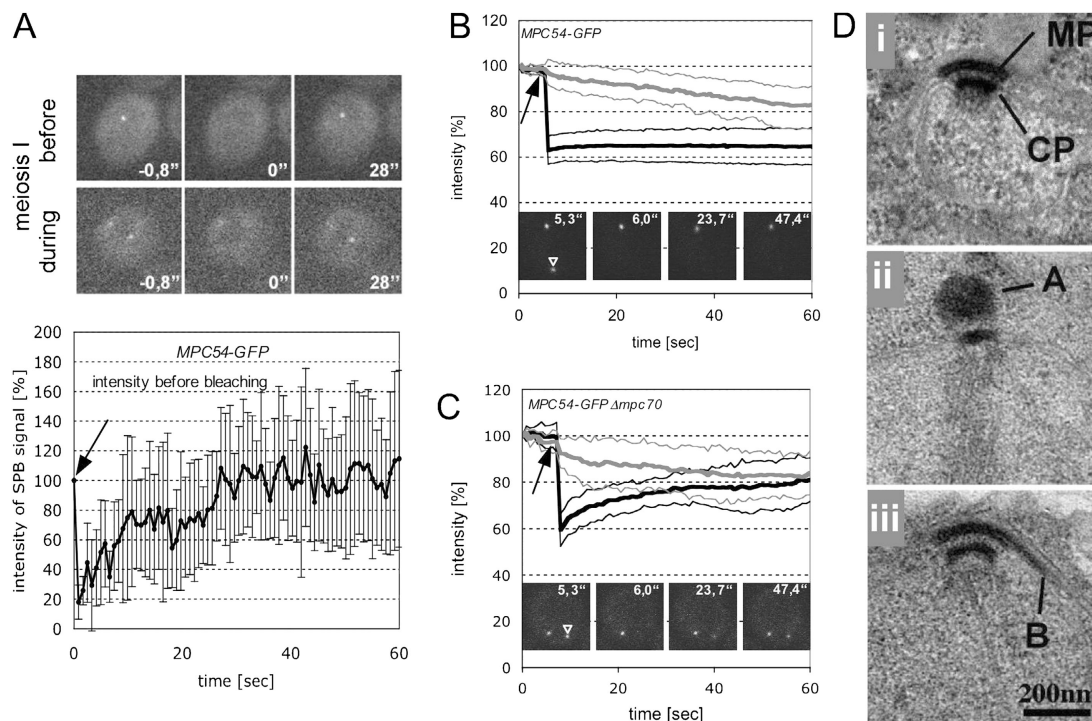 A
meiosis I
before
during
-0,8”
0”
28”
-0,8”
0”
28”
intensity of SPB signal [%]
200
180
160
140
120
100
80
60
40
20
0
MPC54-GFP
intensity before bleaching
0
20
40
60
time [sec]
B
intensity [%]
120
100
80
60
40
20
0
MPC54-GFP
5,3“
6,0“
23,7“
47,4“
0
20
40
60
time [sec]
C
intensity [%]
120
100
80
60
40
20
0
MPC54-GFP Δmpc70
5,3“
6,0“
23,7“
47,4“
0
20
40
60
time [sec]
D
i
MP
CP
ii
A
iii
B
200nm